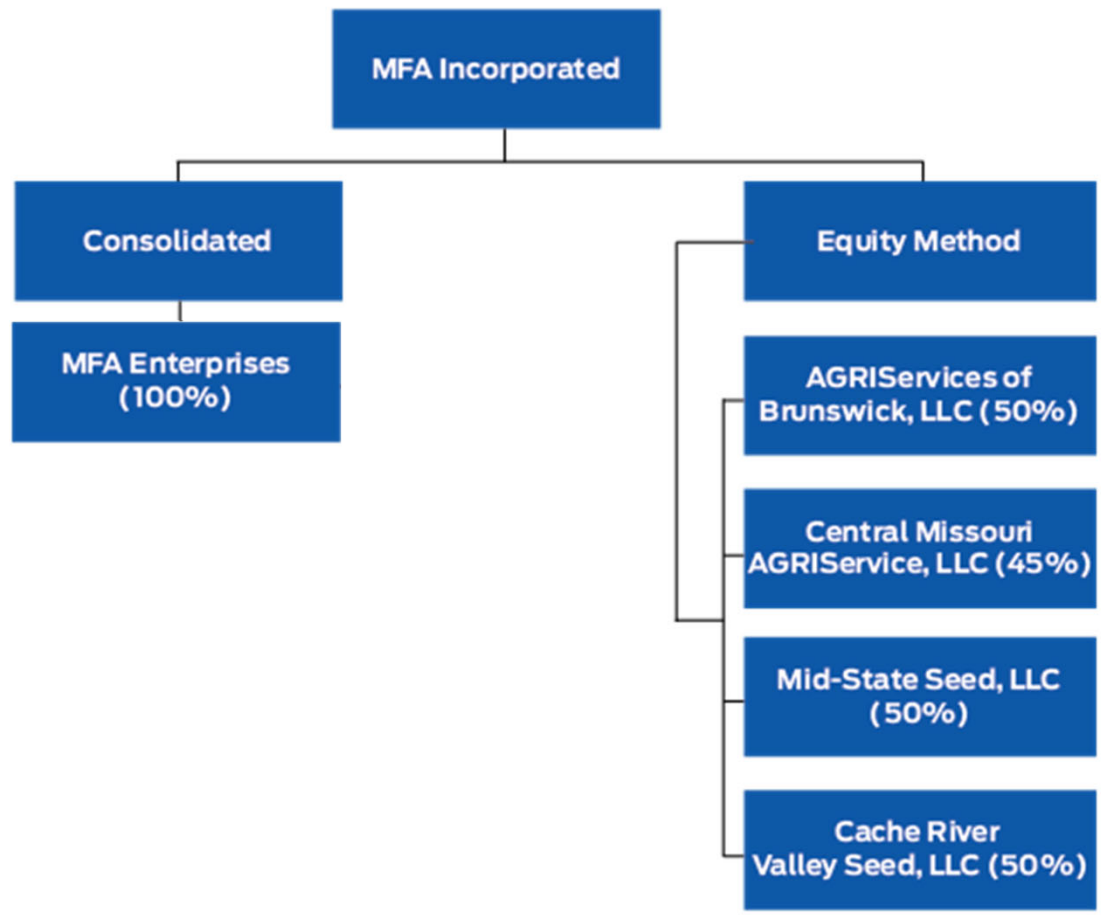 MFA Incorporated
Consolidated
Equity Method
MFA Enterprises
(100%)
AGRIServices of
Brunswick, LLC (50%)
Central Missouri
AGRIService, LLC (45%)
Mid-State Seed, LLC
(50%)
Cache River
Valley Seed, LLC (50%)